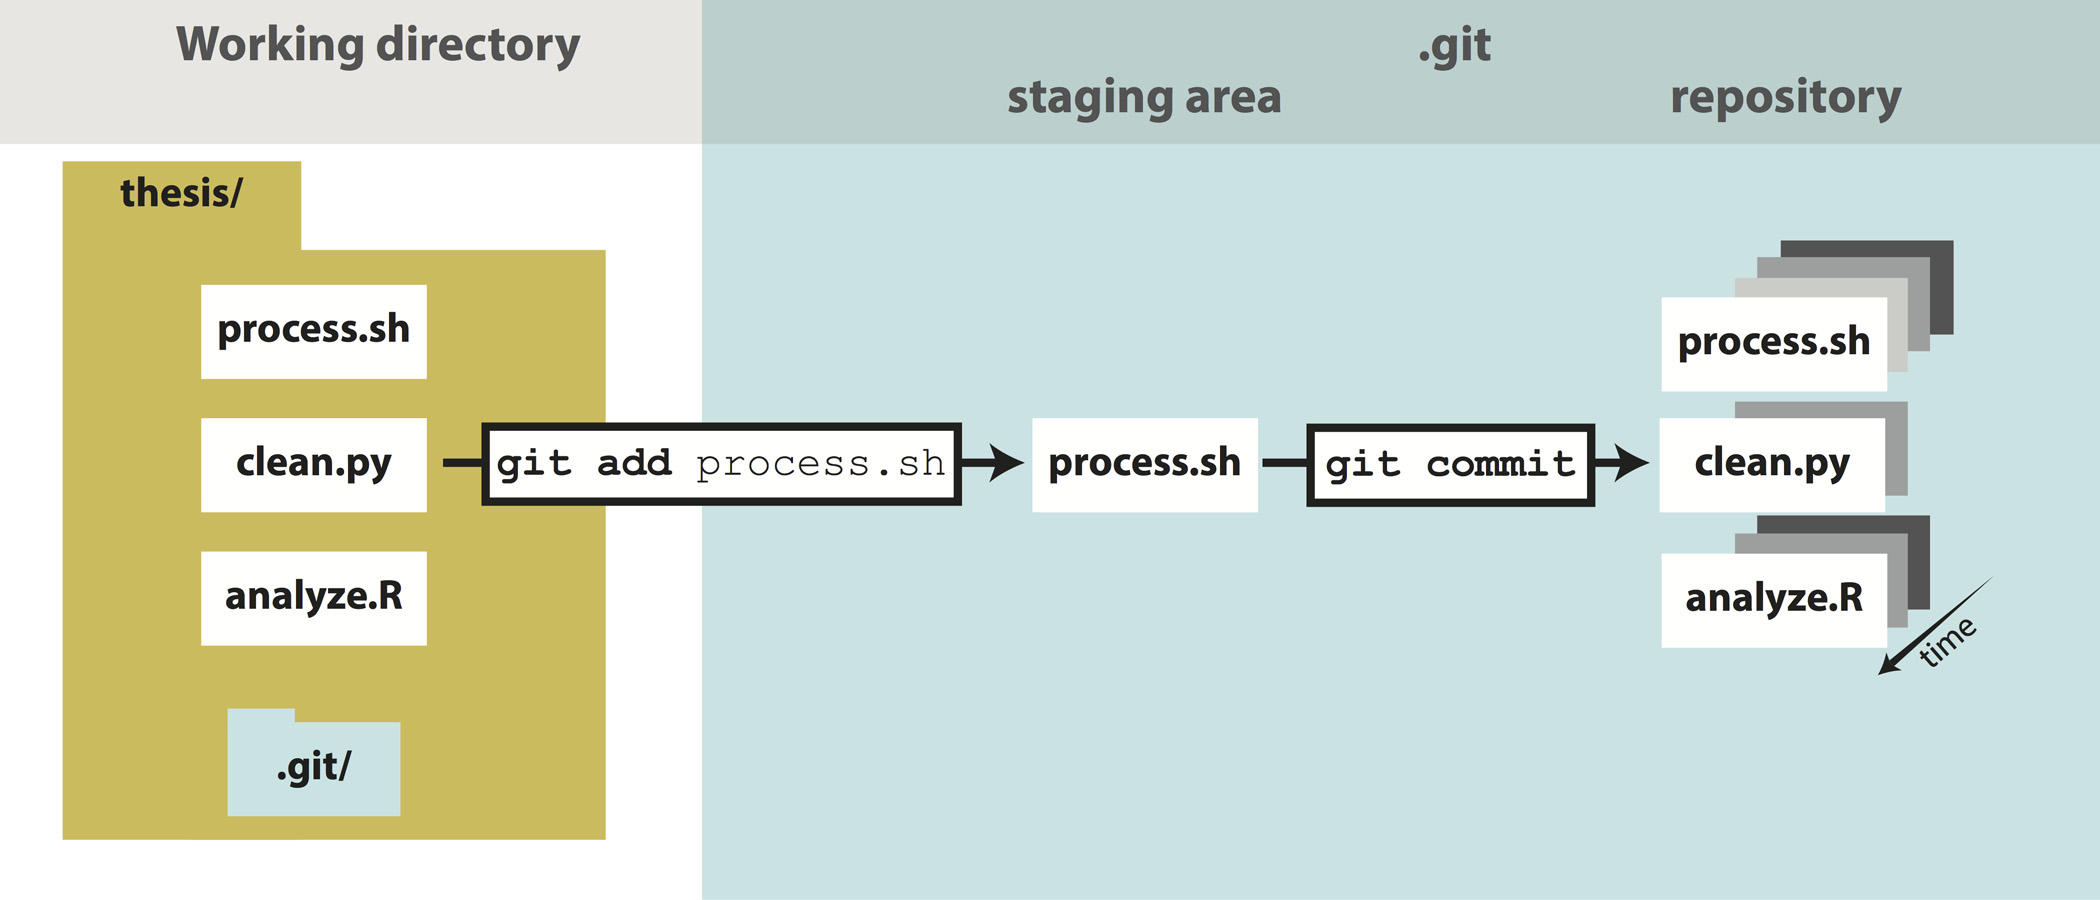 Working directory
.git
staging area
repository
thesis/
process.sh
clean.py
analyze.R
.git/
git add process.sh
process.sh
git commit
process.sh
clean.py
analyze.R
time